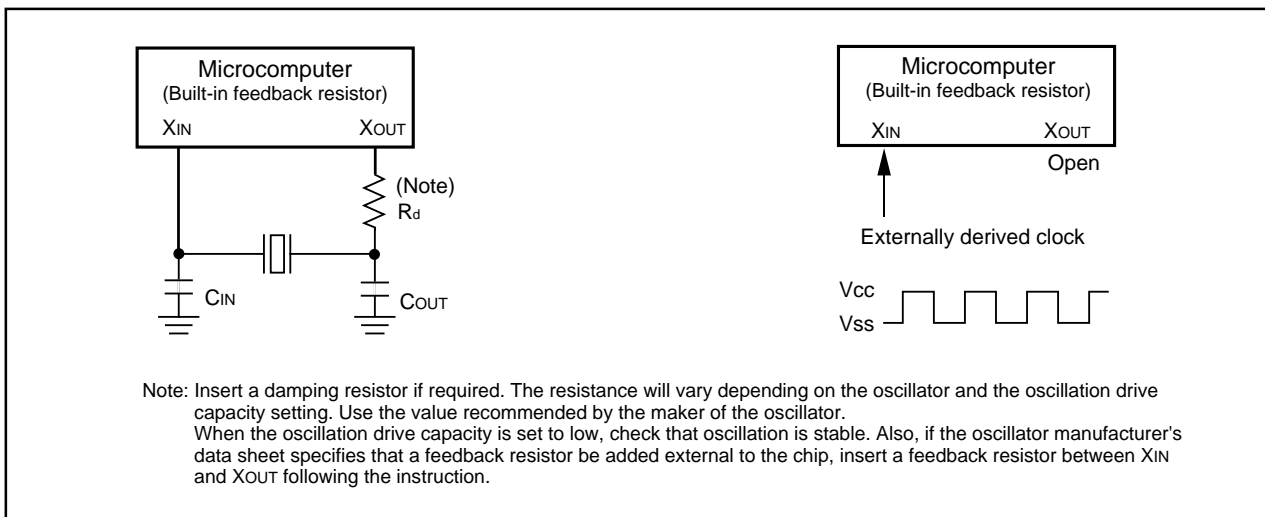 Microcomputer
(Built-in feedback resistor)
XIN XOUT
(Note)
Rd
CIN
COUT
Microcomputer
(Built-in feedback resistor)
XIN XOUT
Open
Externally derived clock
Vcc
Vss
Note: Insert a damping resistor if required. The resistance will vary depending on the oscillator and the oscillation drive
capacity setting. Use the value recommended by the maker of the oscillator.
When the oscillation drive capacity is set to low, check that oscillation is stable. Also, if the oscillator manufacturer's
data sheet specifies that a feedback resistor be added external to the chip, insert a feedback resistor between XIN
and XOUT following the instruction.